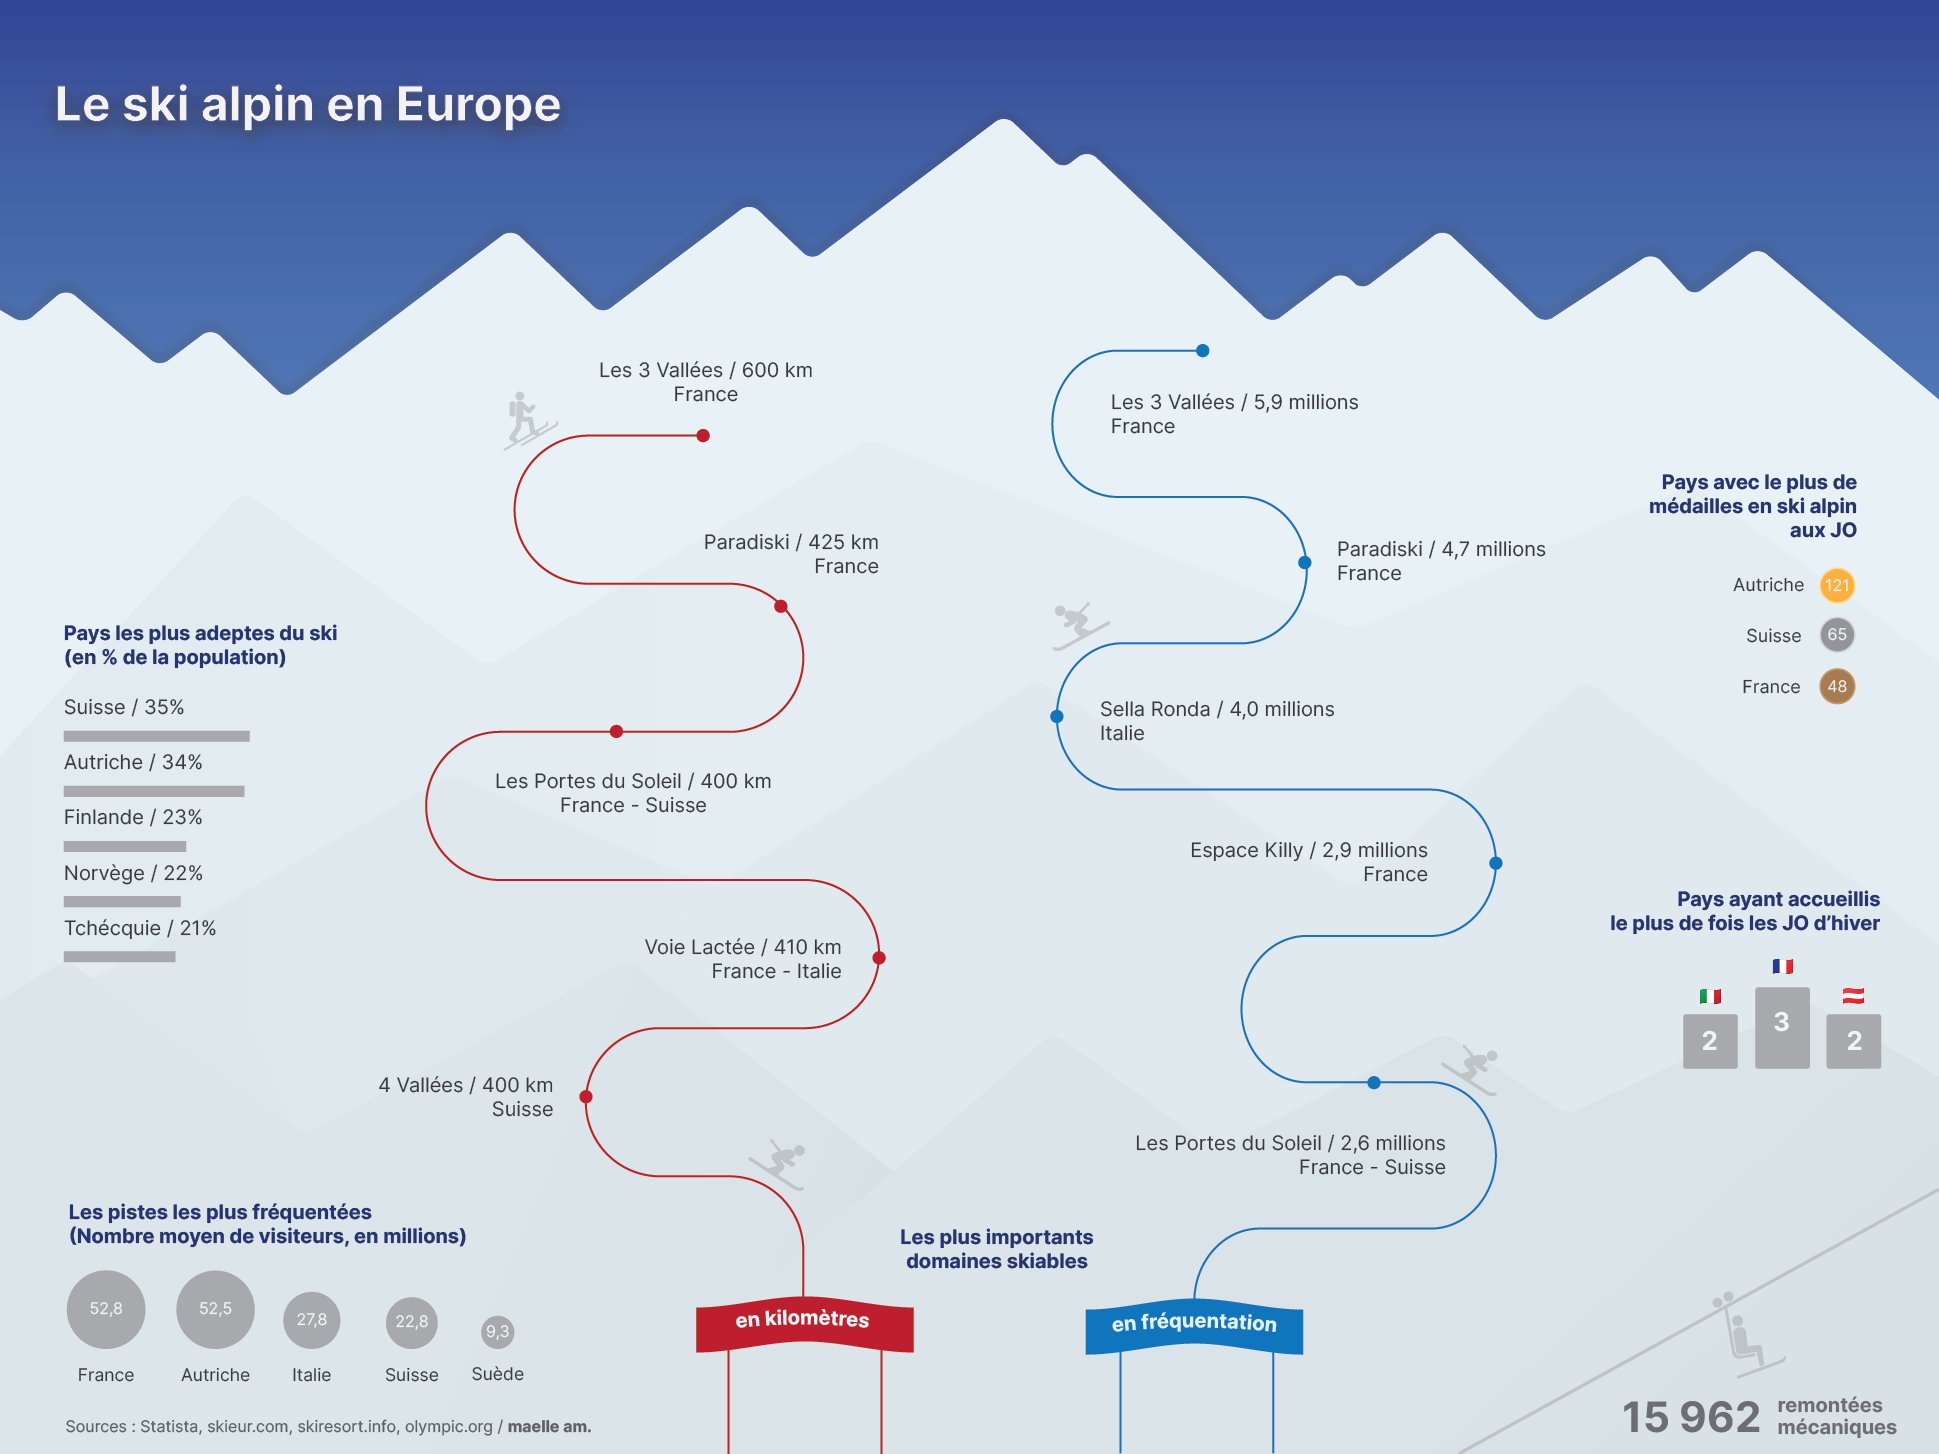 Le ski alpin en Europe
Les 3 Vallées / 600 km
France
Paradiski / 425 km
France
Les Portes du Soleil / 400 km
France - Suisse
Voie Lactée / 410 km
France - Italie
4 Vallées / 400 km
Suisse
en kilomètres
Les 3 Vallées / 5,9 millions
France
Paradiski / 4,7 millions
France
Sella Ronda / 4,0 millions
Italie
Espace Killy / 2,9 millions
France
Les Portes du Soleil / 2,6 millions
France - Suisse
en fréquentation
Les plus importants
domaines skiables
Pays les plus adeptes du ski
(en % de la population)
Suisse / 35%
Autriche / 34%
Finlande / 23%
Norvège / 22%
Tchécquie / 21%
Les pistes les plus fréquentées
(Nombre moyen de visiteurs, en millions)
52,8
52,5
27,8
22,8
9,3
France
Autriche
Italie
Suisse
Suède
Pays avec le plus de
médailles en ski alpin
aux JO
Autriche 121
Suisse 65
France 48
Pays ayant accueillis
le plus de fois les JO d’hiver
2
3
2
15 962
remontées
mécaniques
Sources : Statista, skieur.com, skiresort.info, olympic.org / maelle am.